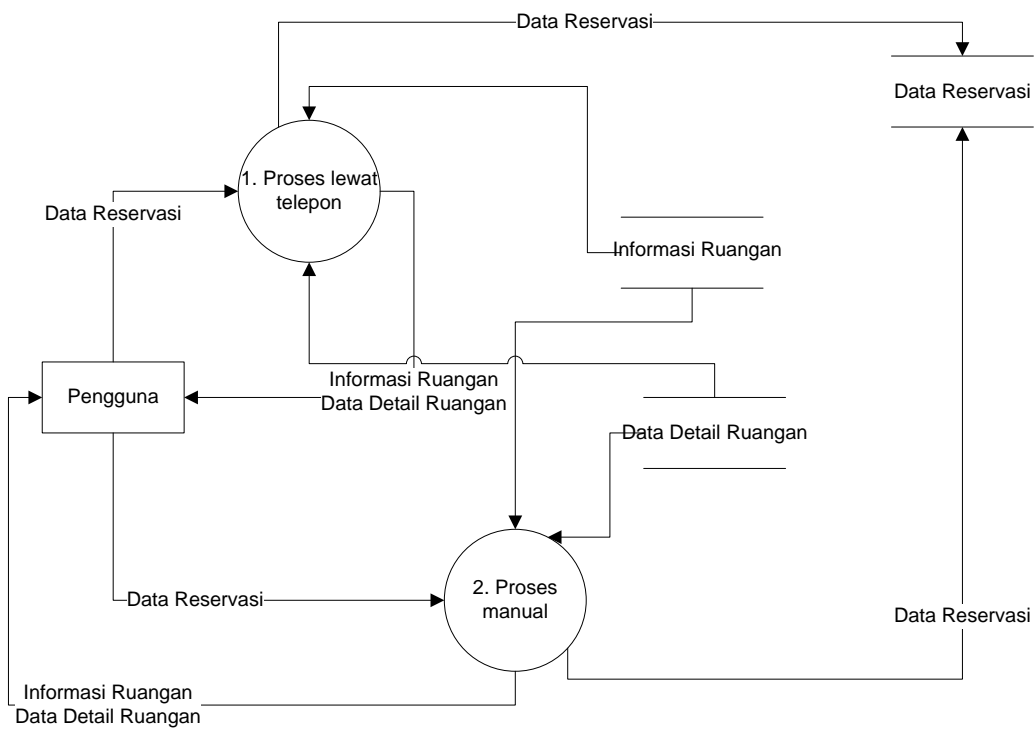 Data Reservasi
Data Reservasi
1. Proses lewat
telepon
Data Reservasi
Informasi Ruangan
Informasi Ruangan
Data Detail Ruangan
Pengguna
Data Detail Ruangan
2. Proses
manual
Data Reservasi
Data Reservasi
Informasi Ruangan
Data Detail Ruangan